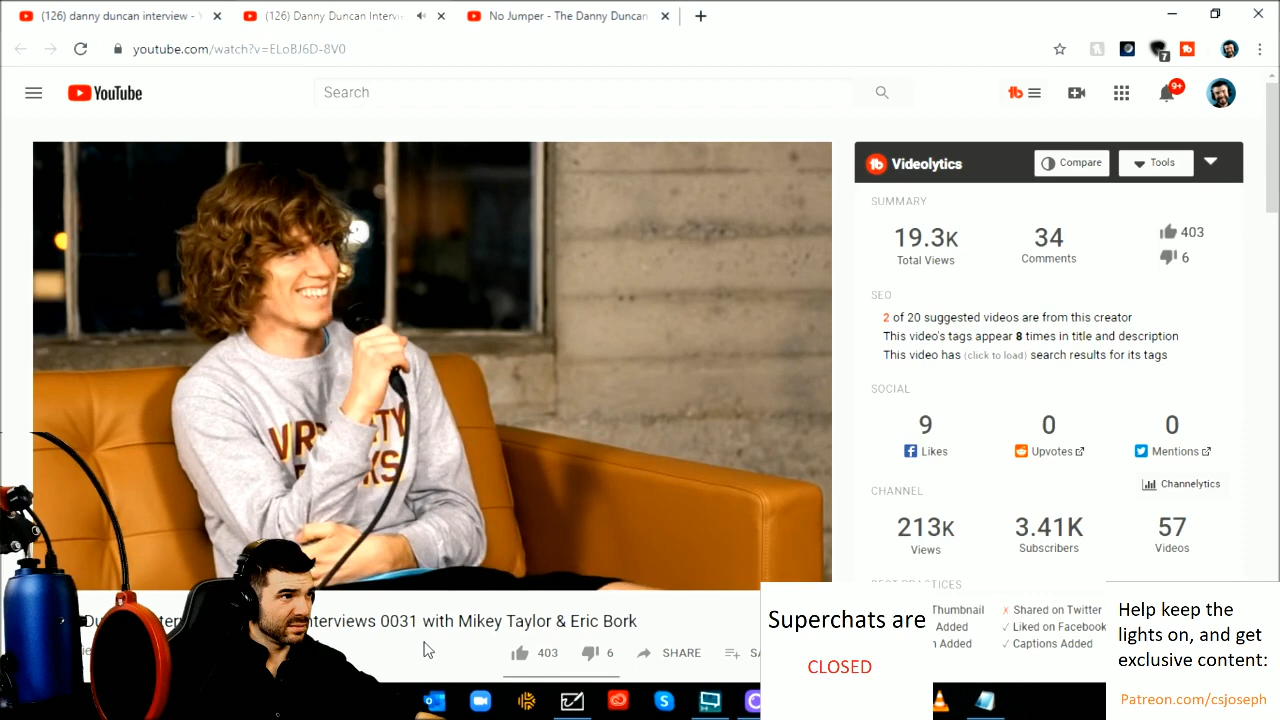 (126) danny duncan interview -
(126) Danny Duncan Intervi
No Jumper - The Danny Duncan
youtube.com/watch?v=ELoBJ6D-8V0
7
YouTube
Search
9+
Videolytics
Compare
Tools
SUMMARY
19.3K
Total Views
34
Comments
403
6
SEO
2 of 20 suggested videos are from this creator
This video's tags appear 8 times in title and description
This video has (click to load) search results for its tags
SOCIAL
9
Likes
0
Upvotes
0
Mentions
CHANNEL
Channelytics
213K
Views
3.41K
Subscribers
57
Videos
BEST PRACTICES
Thumbnail
Shared on Twitter
Added
Liked on Facebook
Added
Captions Added
nterviews 0031 with Mikey Taylor & Eric Bork
403
6
SHARE
Superchats are
CLOSED
Help keep the
lights on, and get
exclusive content:
Patreon.com/csjoseph